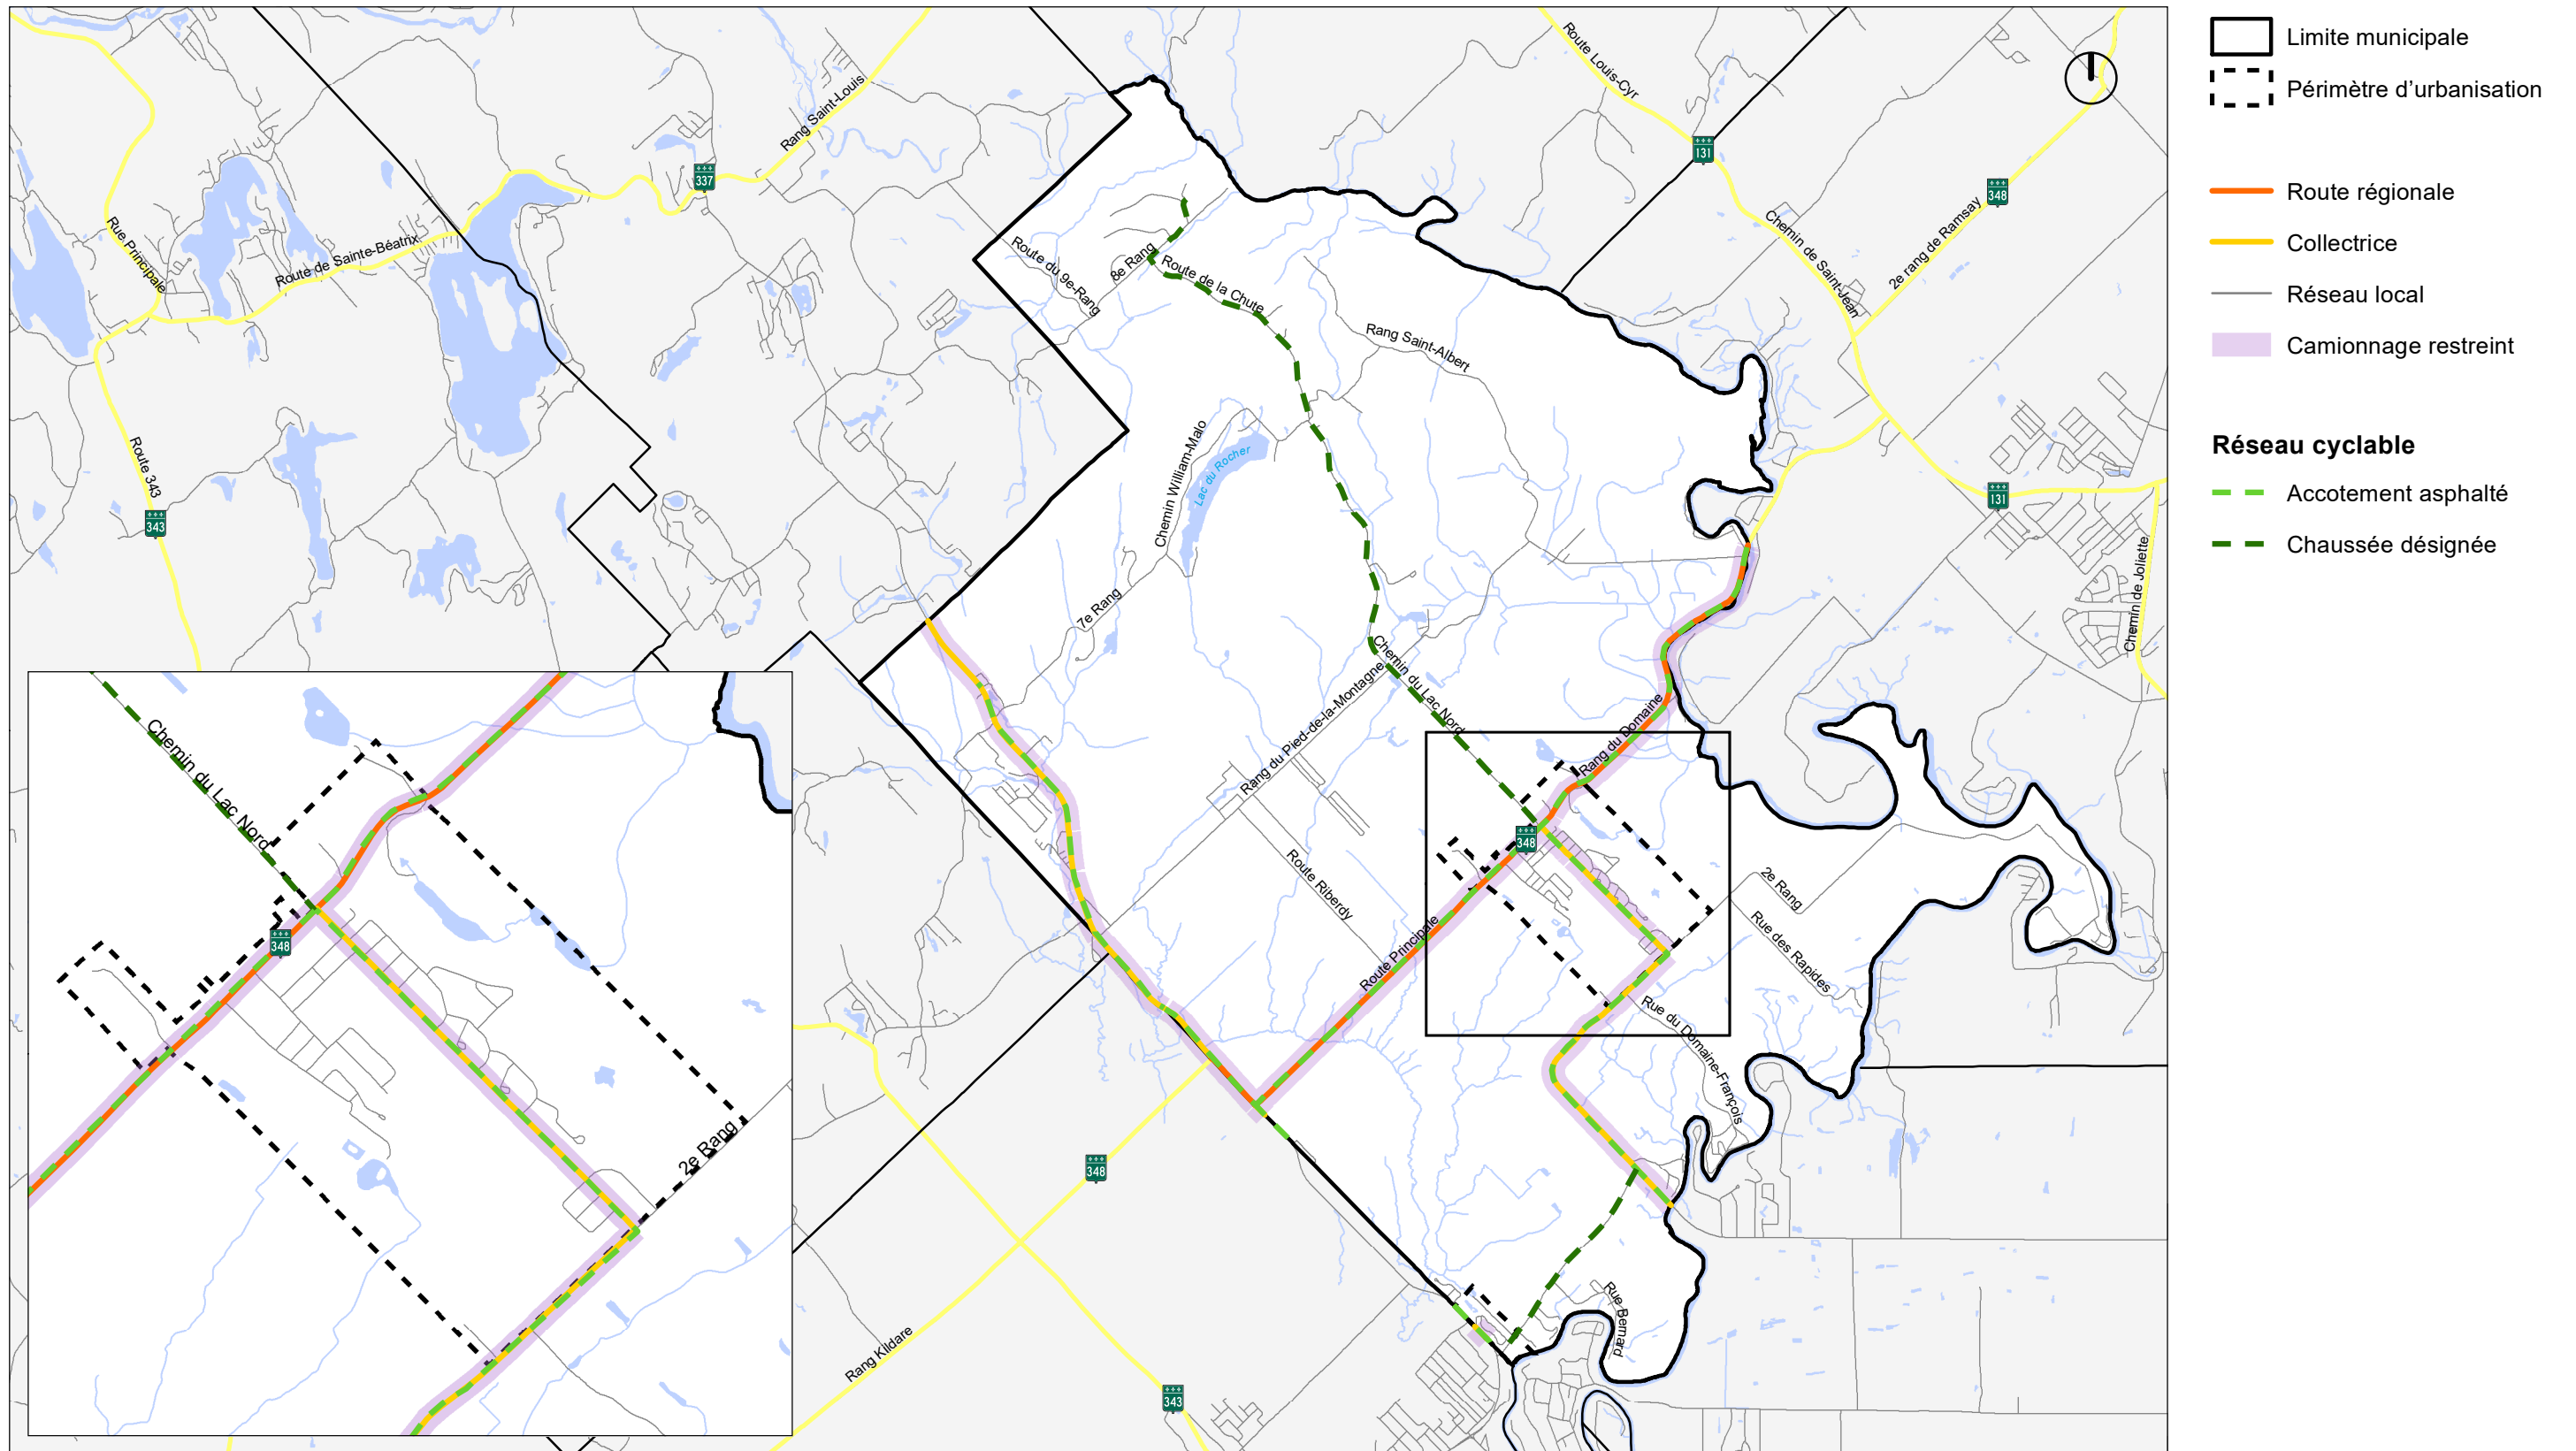 Limite municipale
Périmètre d’urbanisation
Route régionale
Collectrice
Réseau local
Camionnage restreint
Réseau cyclable
Accotement asphalté
Chaussée désignée
Route Louis-Cyr
Rang Saint-Louis
131
337
348
Rue Principale
Route de Sainte-Béatrix
2e rang de Ramsay
Chemin de Saint-Jean
Route du 9e-Rang
8e Rang
Route de la Chute
Rang Saint-Albert
Route 343
343
Chemin William-Malo
Lac du Rocher
131
Chemin de Joliette
7e Rang
Chemin du Lac Nord
Rang du Pied-de-la-Montagne
Rang du Domaine
348
Route Riberdy
Route Principale
2e Rang
Rue des Rapides
Rue du Domaine-François
348
Rue Bernard
Rang Kildare
343
Chemin du Lac Nord
348
2e Rang